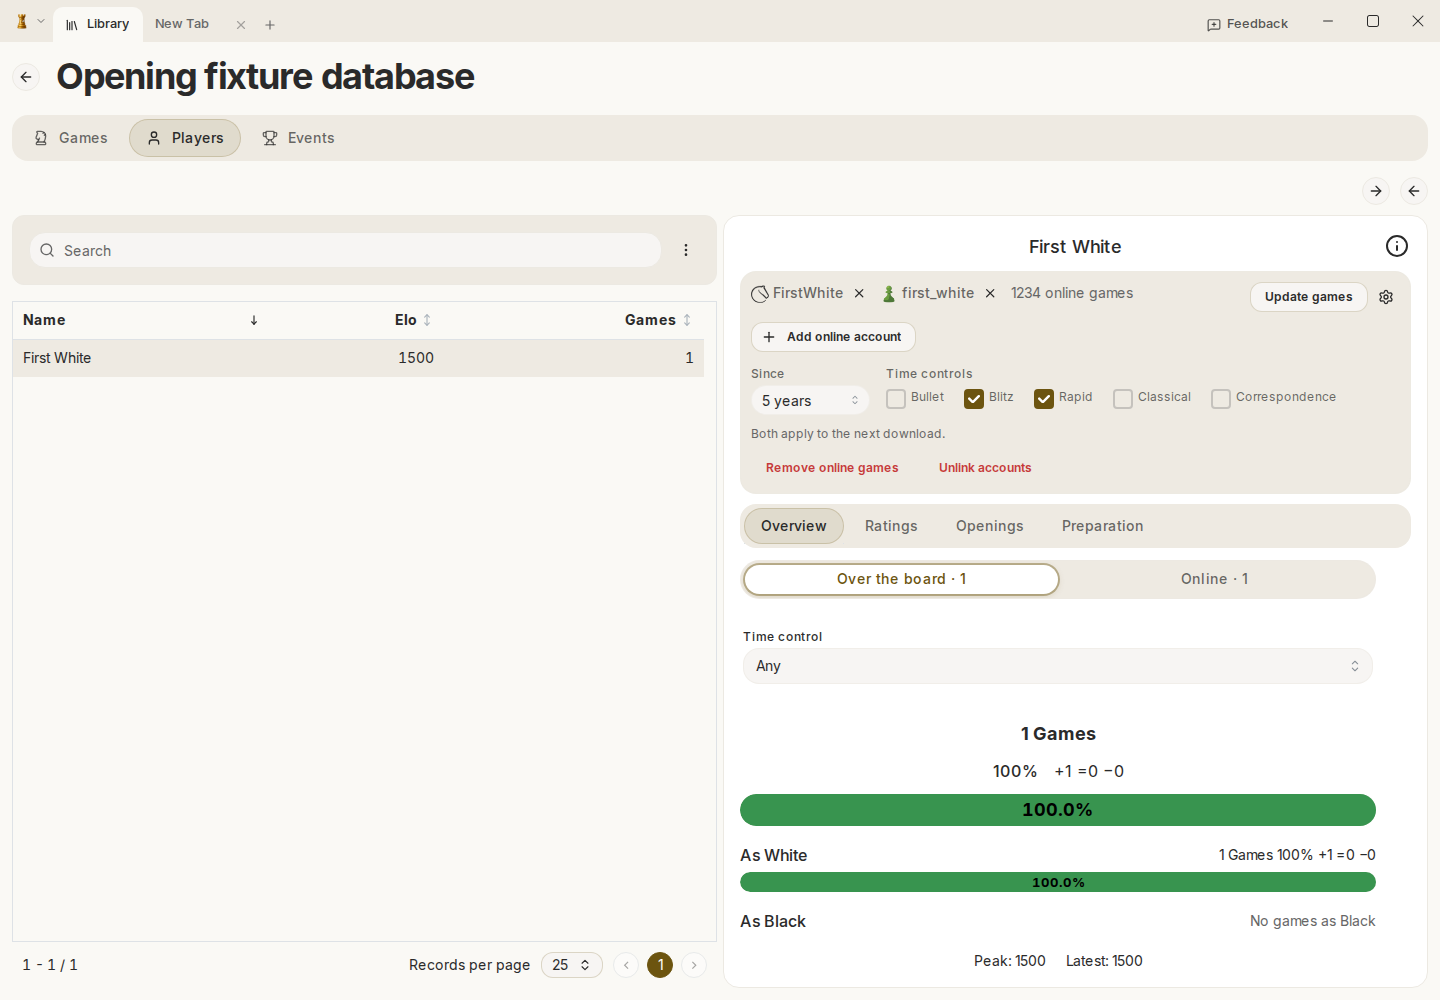 Library
New Tab
Feedback
Opening fixture database
Games
Players
Events
Search
Name
Elo
Games
First White
1500
1
1 - 1 / 1
Records per page
25
1
First White
FirstWhite
first_white
1234 online games
Update games
Add online account
Since
Time controls
5 years
Bullet
Blitz
Rapid
Classical
Correspondence
Both apply to the next download.
Remove online games
Unlink accounts
Overview
Ratings
Openings
Preparation
Over the board · 1
Online · 1
Time control
Any
1 Games
100% +1 =0 −0
100.0%
As White
1 Games 100% +1 =0 −0
100.0%
As Black
No games as Black
Peak: 1500
Latest: 1500